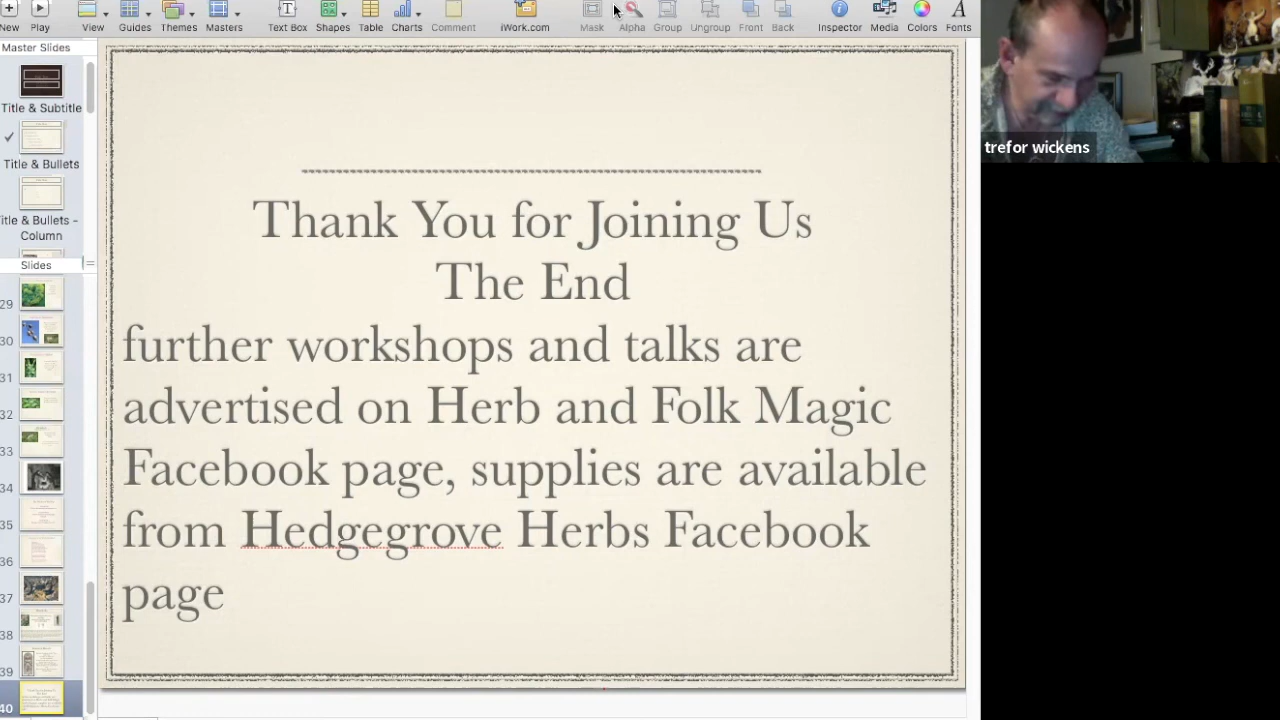 New Play View Guides Themes Masters Text Box Shapes Table Charts Comment iWork.com Mask Alpha Group Ungroup Front Back Inspector Media Colors Fonts
Master Slides
Title & Subtitle
Title & Bullets
Title & Bullets -
Column
Slides
29
30
31
32
33
34
35
36
37
38
39
40
Thank You for Joining Us
The End
further workshops and talks are
advertised on Herb and Folk Magic
Facebook page, supplies are available
from Hedgegrove Herbs Facebook
page
trefor wickens